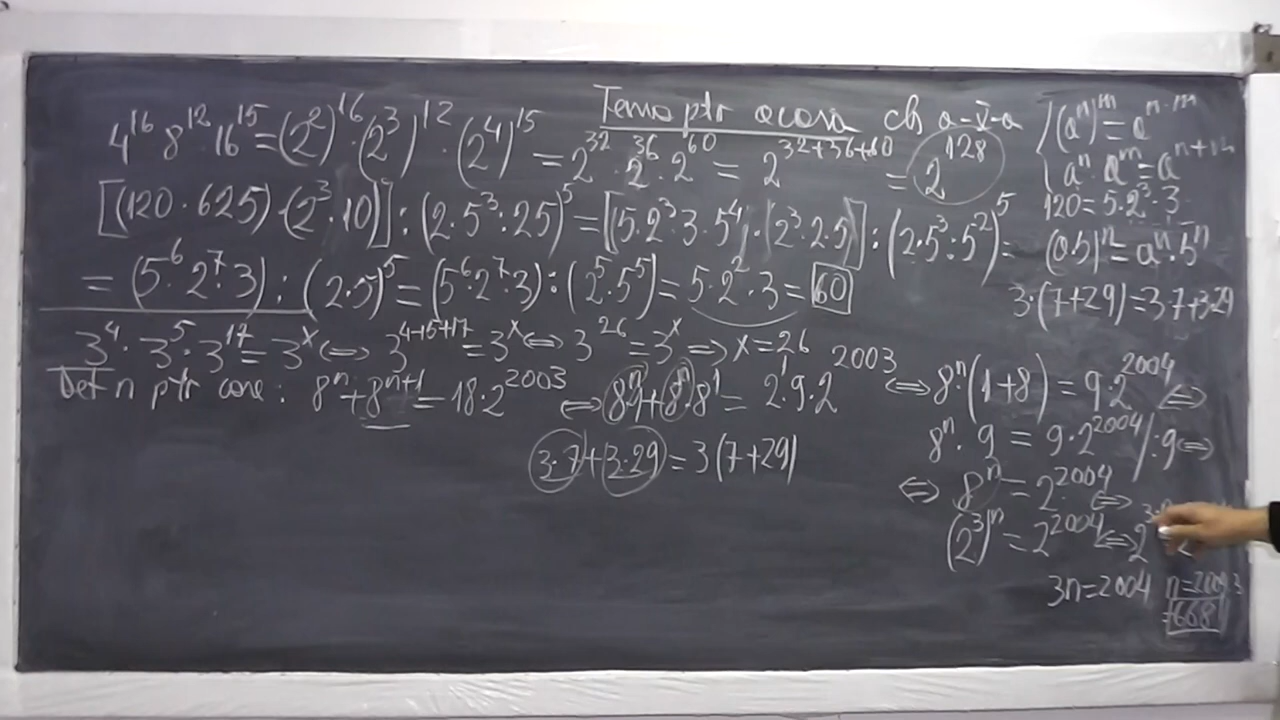 Tema ptr acasa cls a-V-a
4^16 8^12 16^15 = (2^2)^16 · (2^3)^12 · (2^4)^15 = 2^32 · 2^36 · 2^60 = 2^{32+36+60} = 2^128
[(120·625)·(2^3·10)] : (2·5^3:25)^5 = [(5·2^3·3·5^4)·(2^3·2·5)] : (2·5^3:5^2)^5 =
= (5^6·2^7·3) : (2·5)^5 = (5^6·2^7·3) : (2^5·5^5) = 5·2^2·3 = 60
3^4 · 3^5 · 3^17 = 3^x ⇔ 3^{4+5+17} = 3^x ⇔ 3^26 = 3^x ⇒ x = 26
Det n ptr care: 8^n + 8^{n+1} = 18·2^2003 ⇔ 8^n·1 + 8^n·8^1 = 2^1·9·2^2003 ⇔ 8^n·(1+8) = 9·2^2004 ⇔
8^n · 9 = 9·2^2004 /:9 ⇔
3·7 + 3·29 = 3(7+29)
⇔ 8^n = 2^2004 ⇔
(2^3)^n = 2^2004 ⇔ 2
3n = 2004 n = 2004:3
= 668
(a^n)^m = a^{n·m}
a^n · a^m = a^{n+m}
120 = 5·2^3·3
(a·b)^n = a^n·b^n
3·(7+29) = 3·7+3·29